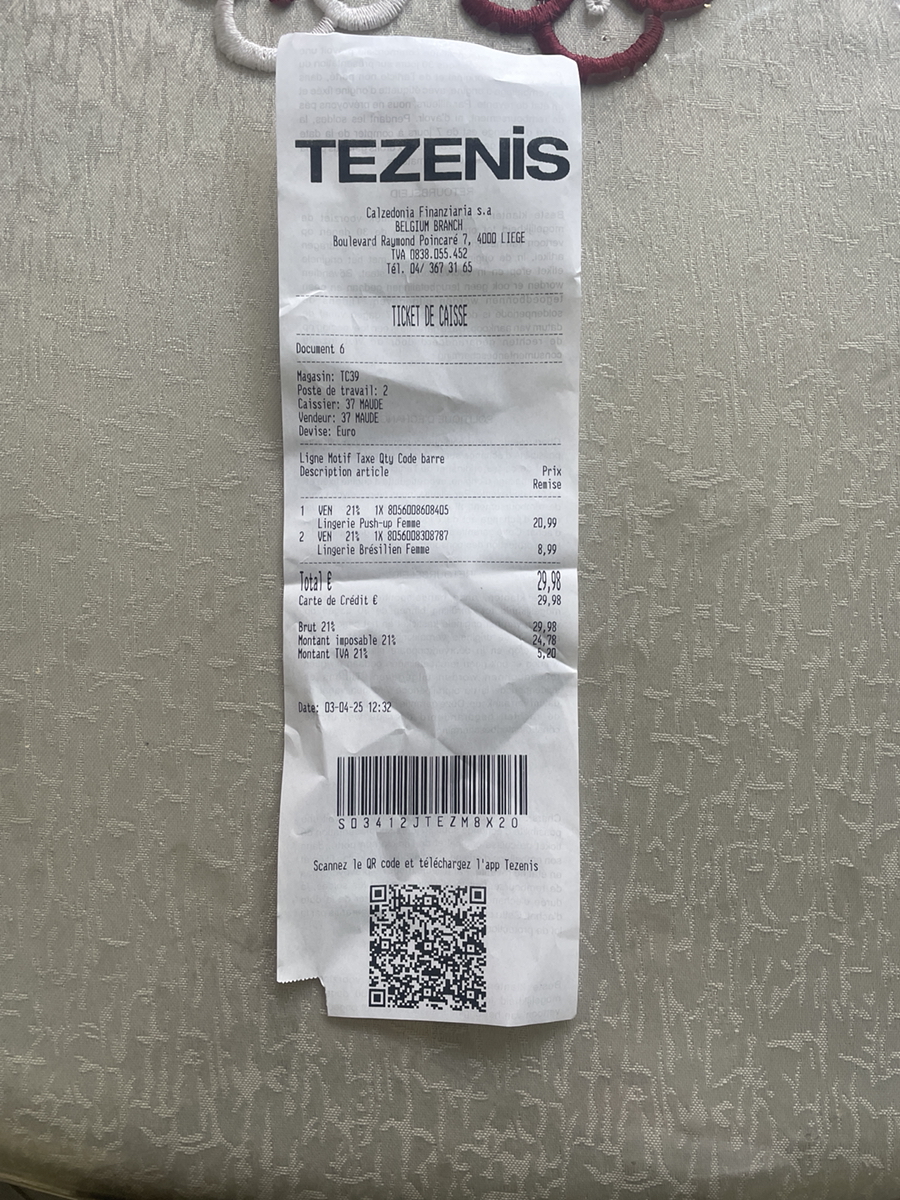 TEZENiS
Calzedonia Finanziaria s.a
BELGIUM BRANCH
Boulevard Raymond Poincaré 7, 4000 LIEGE
TVA 0838.055.452
Tél. 04/ 367 31 65
TICKET DE CAISSE
Document 6
Magasin: TC39
Poste de travail: 2
Caissier: 37 MAUDE
Vendeur: 37 MAUDE
Devise: Euro
Ligne Motif Taxe Qty Code barre
Description article Prix
Remise
1 VEN 21% 1X 8056008608405
Lingerie Push-up Femme 20,99
2 VEN 21% 1X 8056008308787
Lingerie Brésilien Femme 8,99
Total € 29,98
Carte de Crédit € 29,98
Brut 21% 29,98
Montant imposable 21% 24,78
Montant TVA 21% 5,20
Date: 03-04-25 12:32
S03412JTEZM8X20
Scannez le QR code et téléchargez l'app Tezenis